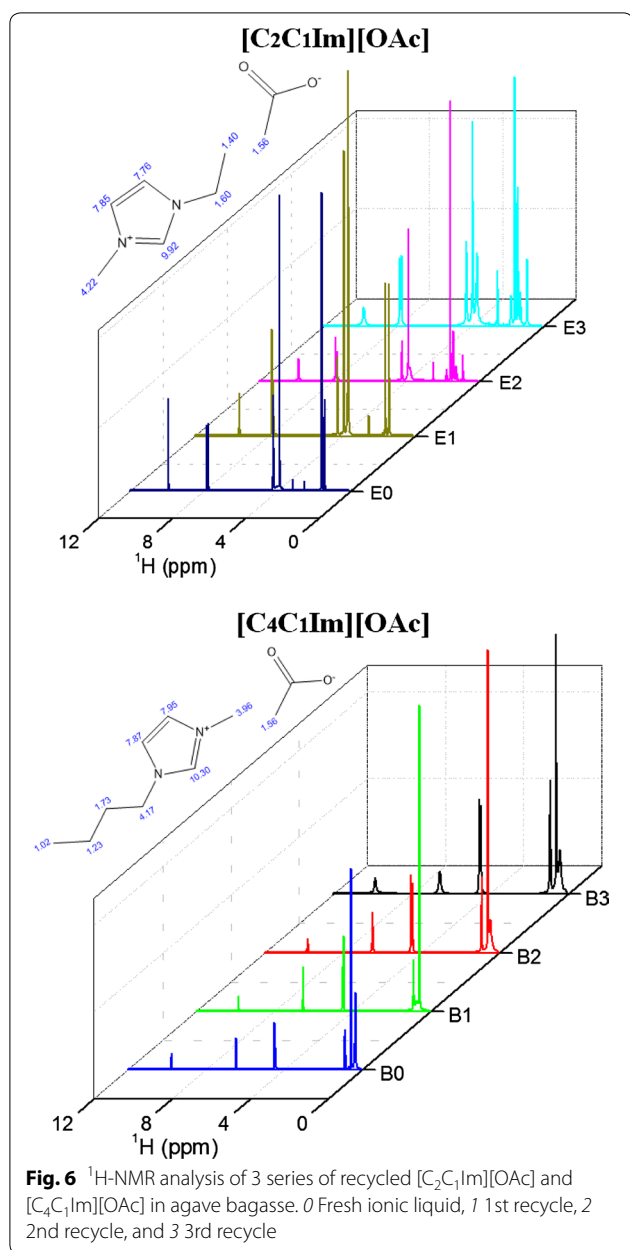 [C2C1Im][OAc]
O
O-
1.40
1.56
7.76
7.85
N
1.60
N+
9.92
4.22
E3
E2
E1
E0
12
8
4
0
1H (ppm)
[C4C1Im][OAc]
O
O-
7.95
3.96
1.56
7.87
N+
N
10.30
1.73
4.17
1.02
1.23
B3
B2
B1
B0
12
8
4
0
1H (ppm)
Fig. 6 1H-NMR analysis of 3 series of recycled [C2C1Im][OAc] and
[C4C1Im][OAc] in agave bagasse. 0 Fresh ionic liquid, 1 1st recycle, 2
2nd recycle, and 3 3rd recycle